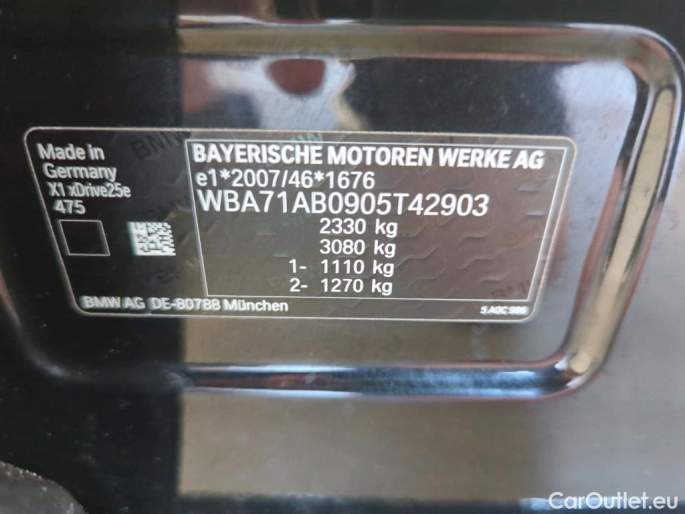 Made in
Germany
X1 xDrive25e
475
BAYERISCHE MOTOREN WERKE AG
e1*2007/46*1676
WBA71AB0905T42903
2330 kg
3080 kg
1- 1110 kg
2- 1270 kg
BMW AG DE-80788 München
CarOutlet.eu